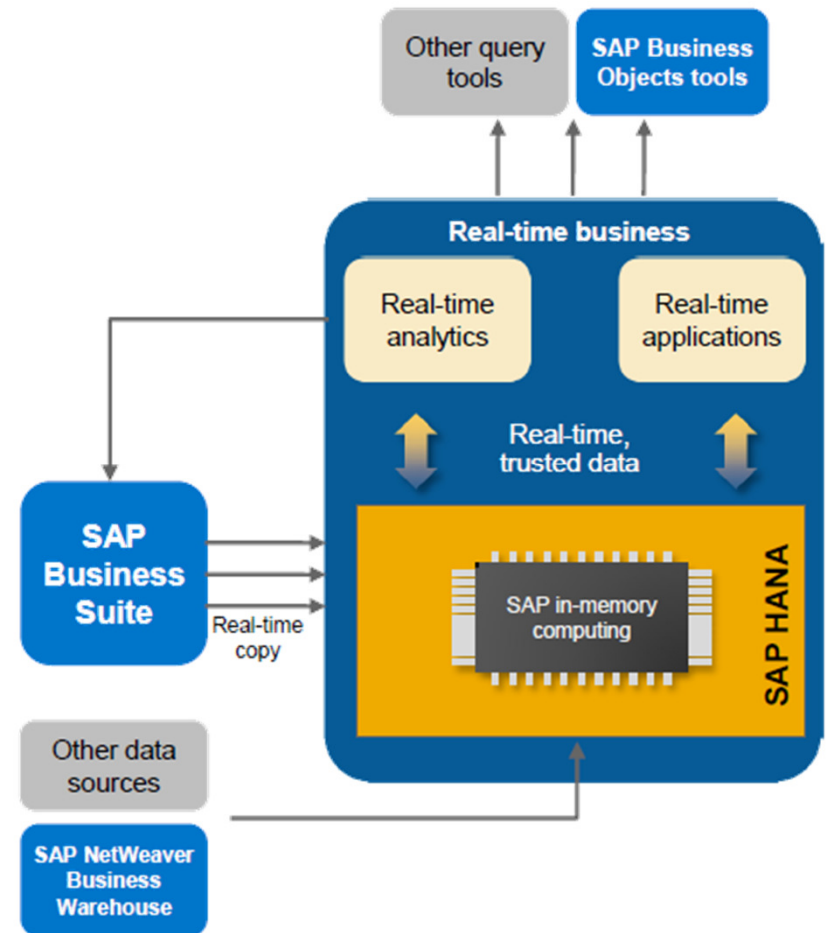 Other query
tools
SAP Business
Objects tools
Real-time business
Real-time
analytics
Real-time
applications
Real-time,
trusted data
SAP
Business
Suite
Real-time
copy
SAP in-memory
computing
SAP HANA
Other data
sources
SAP NetWeaver
Business
Warehouse